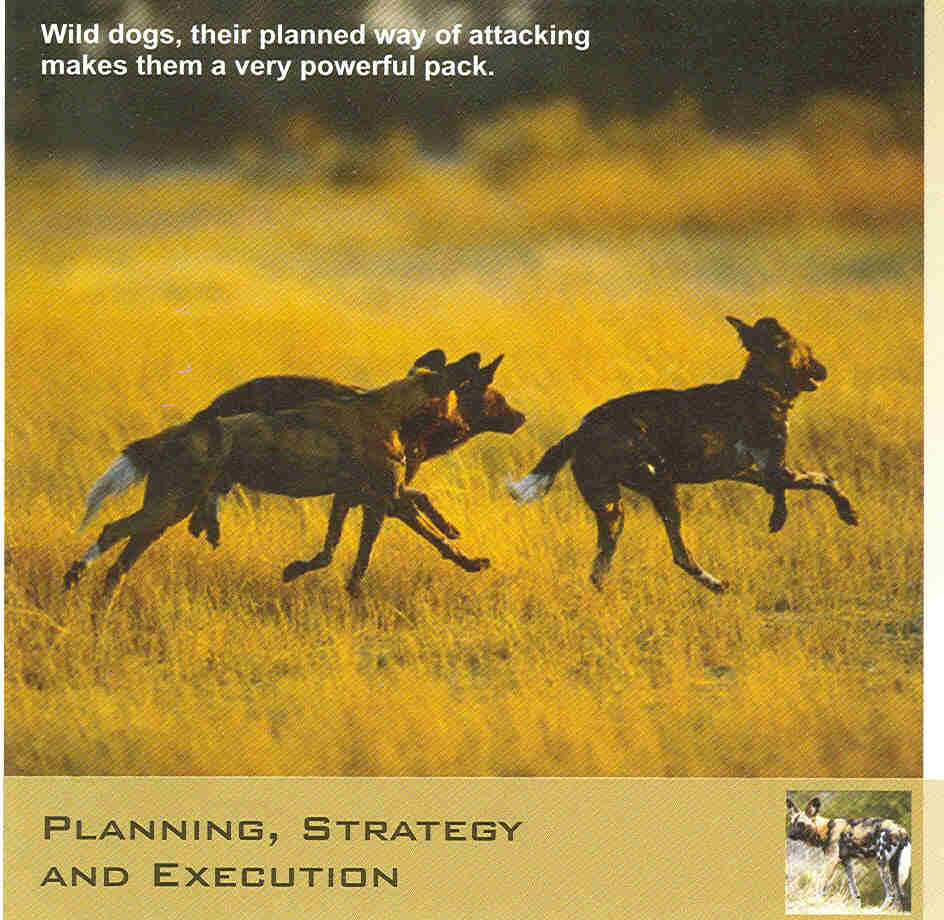 Wild dogs, their planned way of attacking
makes them a very powerful pack.
Planning, Strategy
and Execution